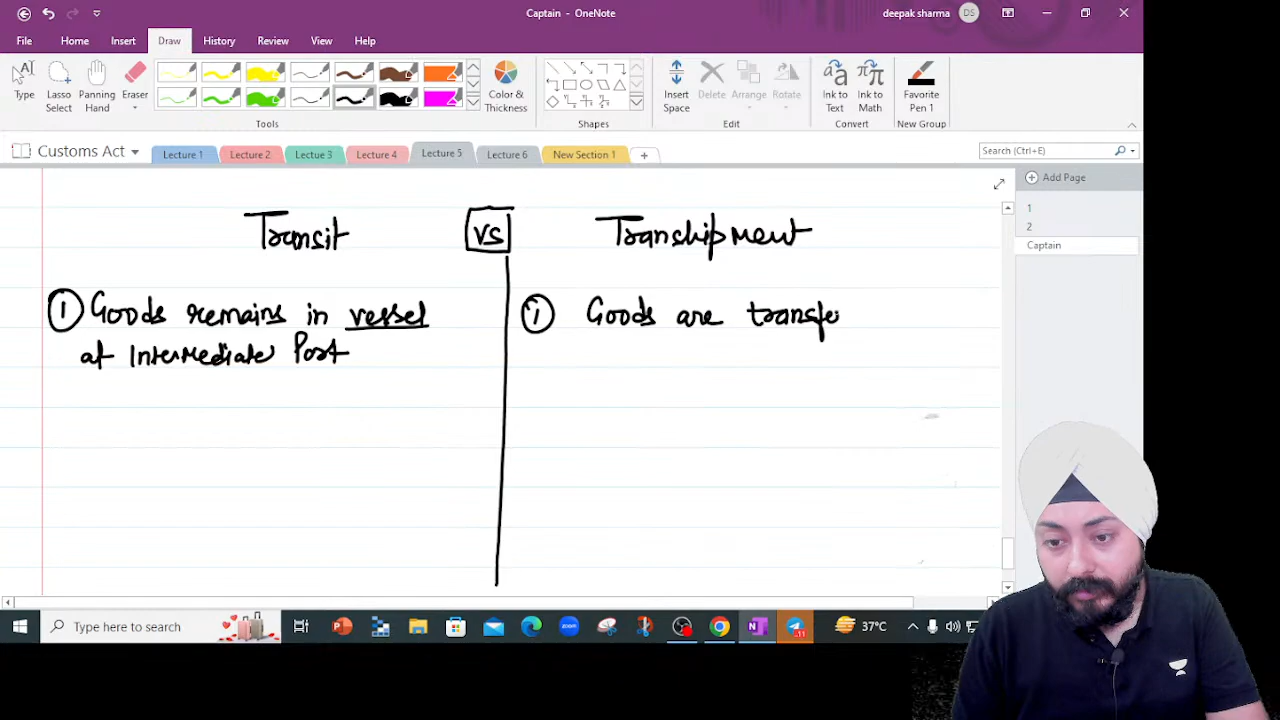 Captain - OneNote
deepak sharma DS
File Home Insert Draw History Review View Help
Type Lasso Select Panning Hand Eraser Color & Thickness Insert Space Delete Arrange Rotate Ink to Text Ink to Math Favorite Pen 1
Tools Shapes Edit Convert New Group
Customs Act Lecture 1 Lecture 2 Lectue 3 Lecture 4 Lecture 5 Lecture 6 New Section 1 Search (Ctrl+E)
Add Page
1
2
Captain
Transit vs Transhipment
① Goods remains in vessel
at Intermediate Port
① Goods are transfe
Type here to search
11
37°C